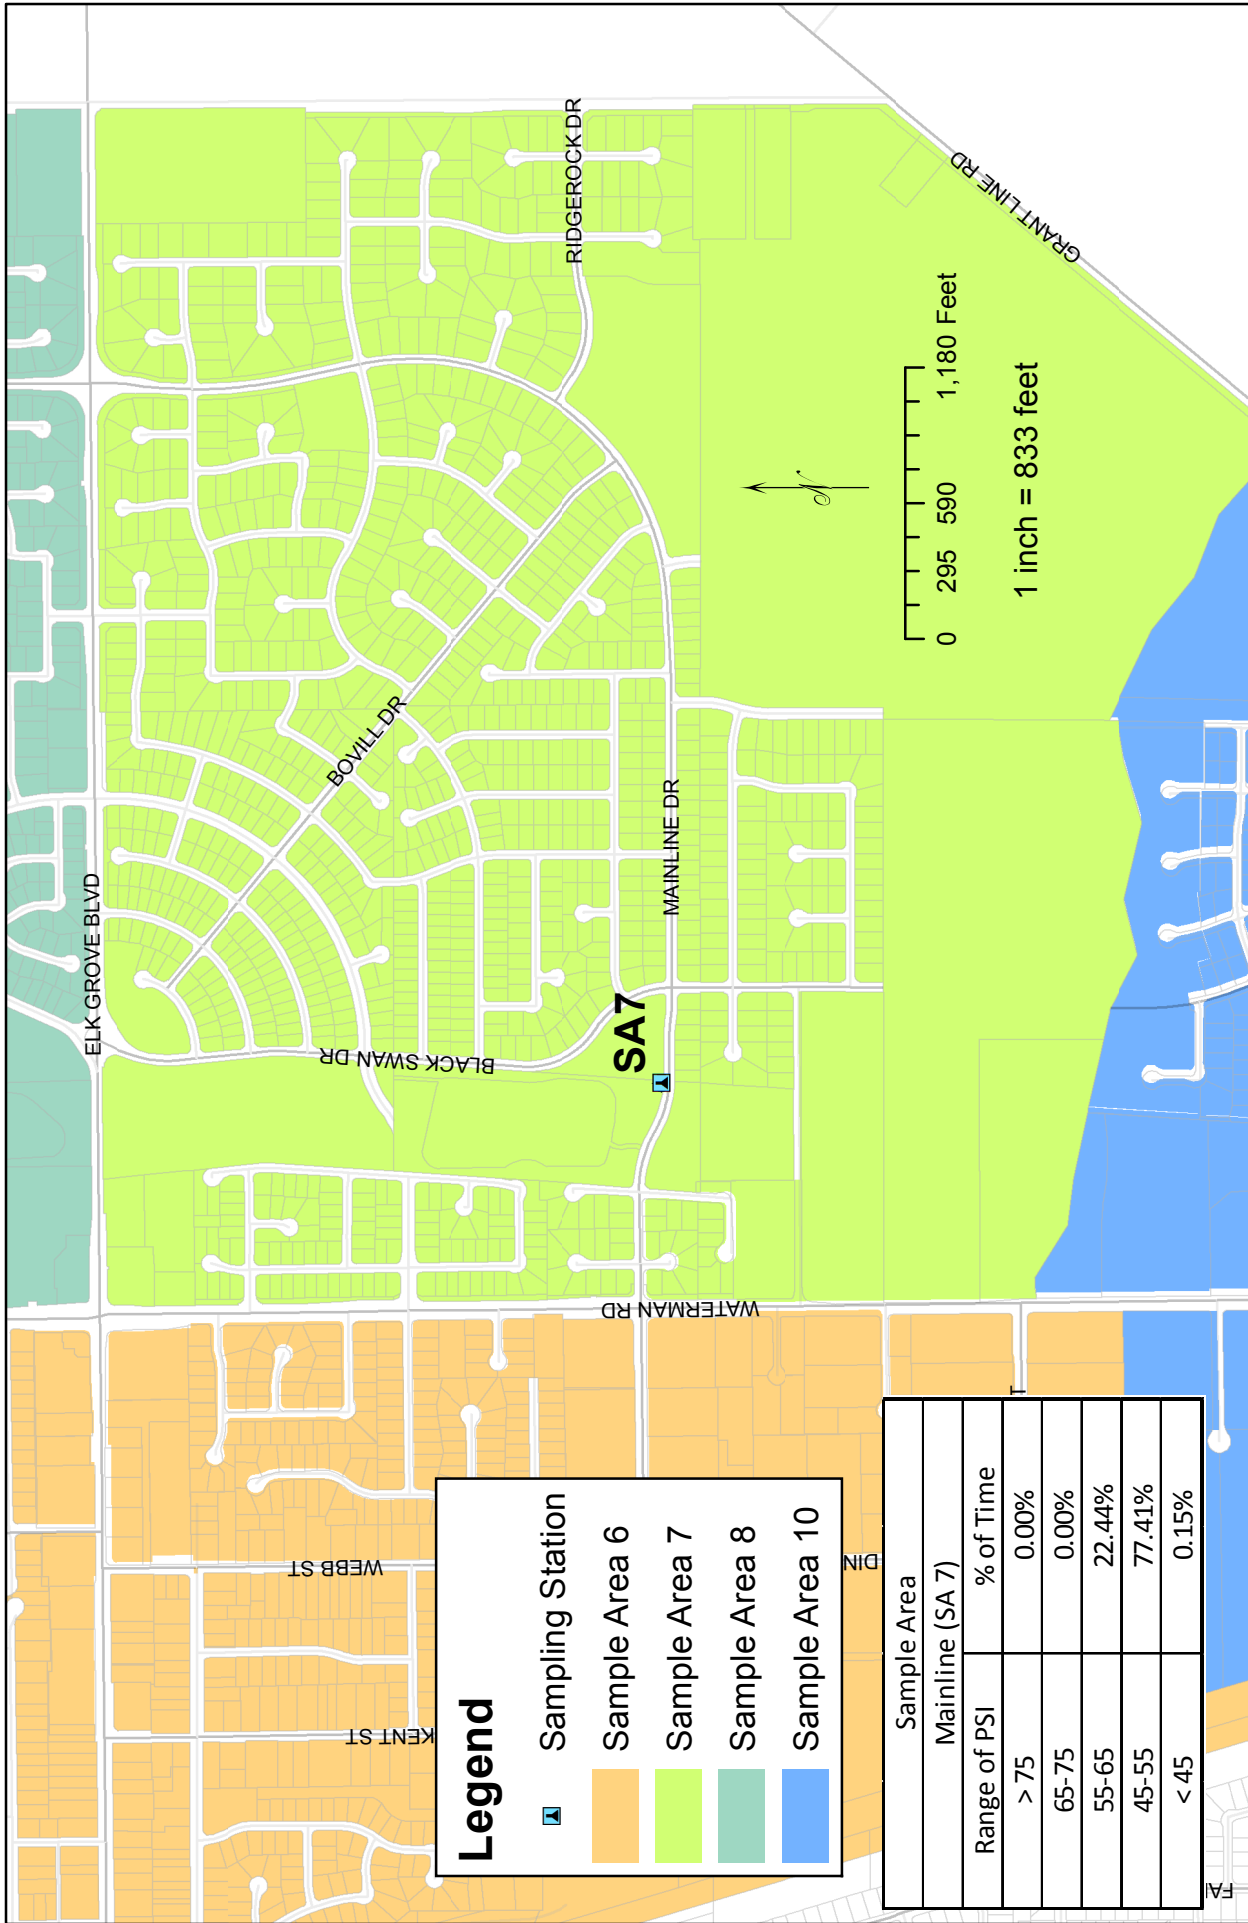 ELK GROVE BLVD
BOVILL DR
RIDGEROCK DR
GRANT LINE RD
BLACK SWAN DR
SA7
MAINLINE DR
WATERMAN RD
WEBB ST
KENT ST
DIN
T
N
0 295 590 1,180 Feet
1 inch = 833 feet
Legend
Sampling Station
Sample Area 6
Sample Area 7
Sample Area 8
Sample Area 10
Sample Area
Mainline (SA 7)
Range of PSI % of Time
> 75 0.00%
65-75 0.00%
55-65 22.44%
45-55 77.41%
< 45 0.15%